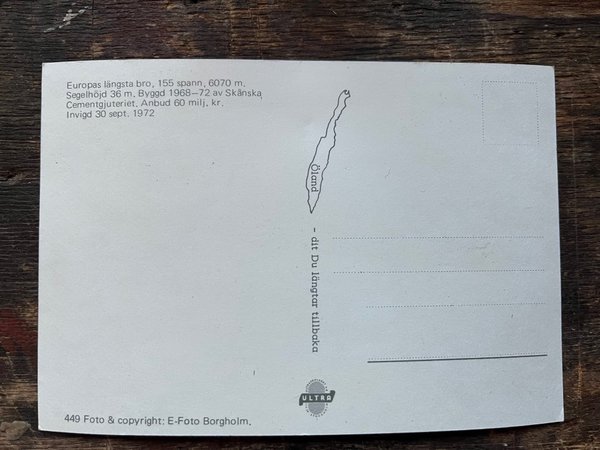 Europas längsta bro, 155 spann, 6070 m.
Segelhöjd 36 m. Byggd 1968—72 av Skånska
Cementgjuteriet. Anbud 60 milj. kr.
Invigd 30 sept. 1972
Öland
- dit Du längtar tillbaka
ULTRA
449 Foto & copyright: E-Foto Borgholm.